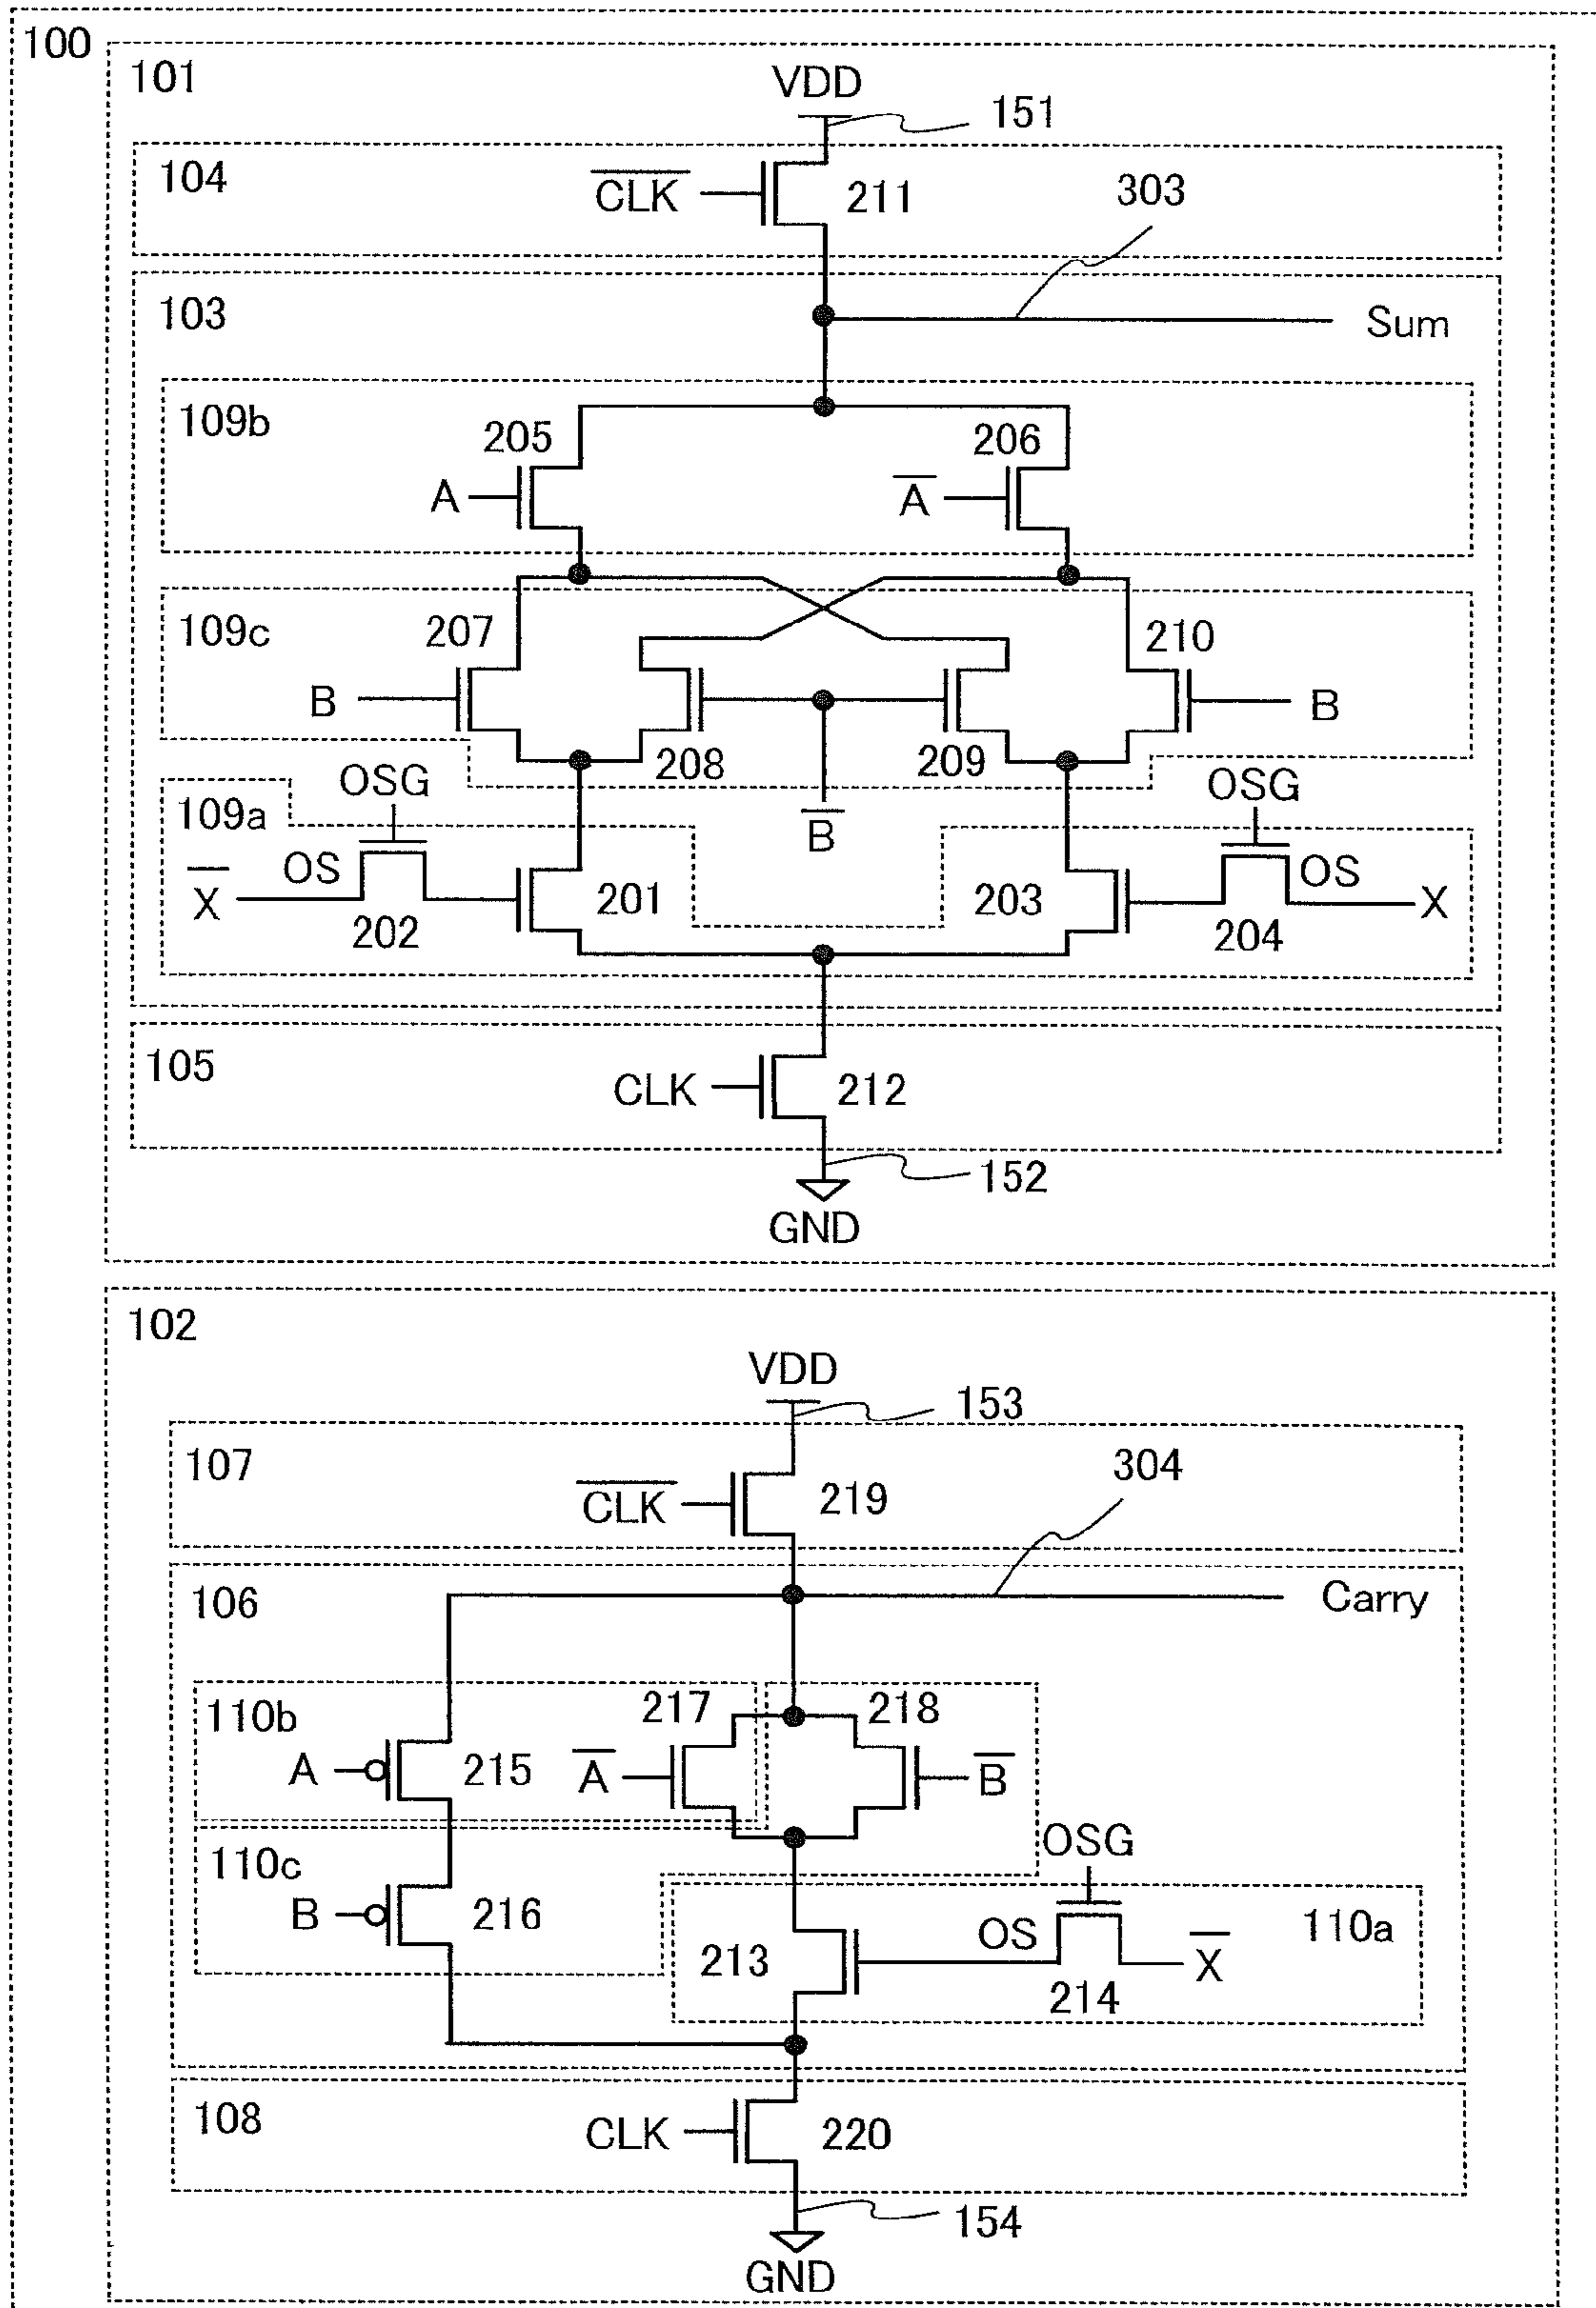 100
101
VDD
151
104
C̅L̅K̅
211
303
103
Sum
109b
205
206
A
A̅
109c
207
210
B
B
208
209
OSG
OSG
B̅
109a
X̅
OS
201
203
OS
X
202
204
105
CLK
212
152
GND
102
VDD
153
107
C̅L̅K̅
219
304
106
Carry
110b
217
218
A
215
A̅
B̅
110c
OSG
B
216
OS
110a
213
X̅
214
108
CLK
220
154
GND